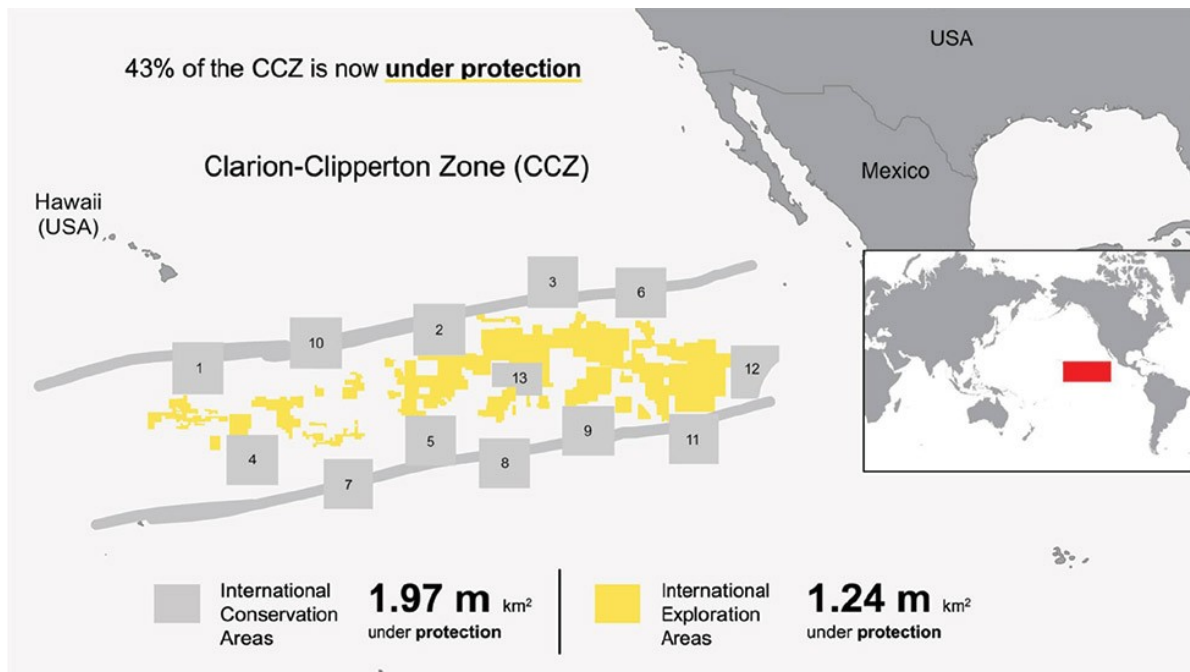 43% of the CCZ is now under protection
USA
Clarion-Clipperton Zone (CCZ)
Mexico
Hawaii
(USA)
3
6
2
10
1
13
12
5
9
11
4
8
7
International
Conservation
Areas
1.97 m km²
under protection
International
Exploration
Areas
1.24 m km²
under protection